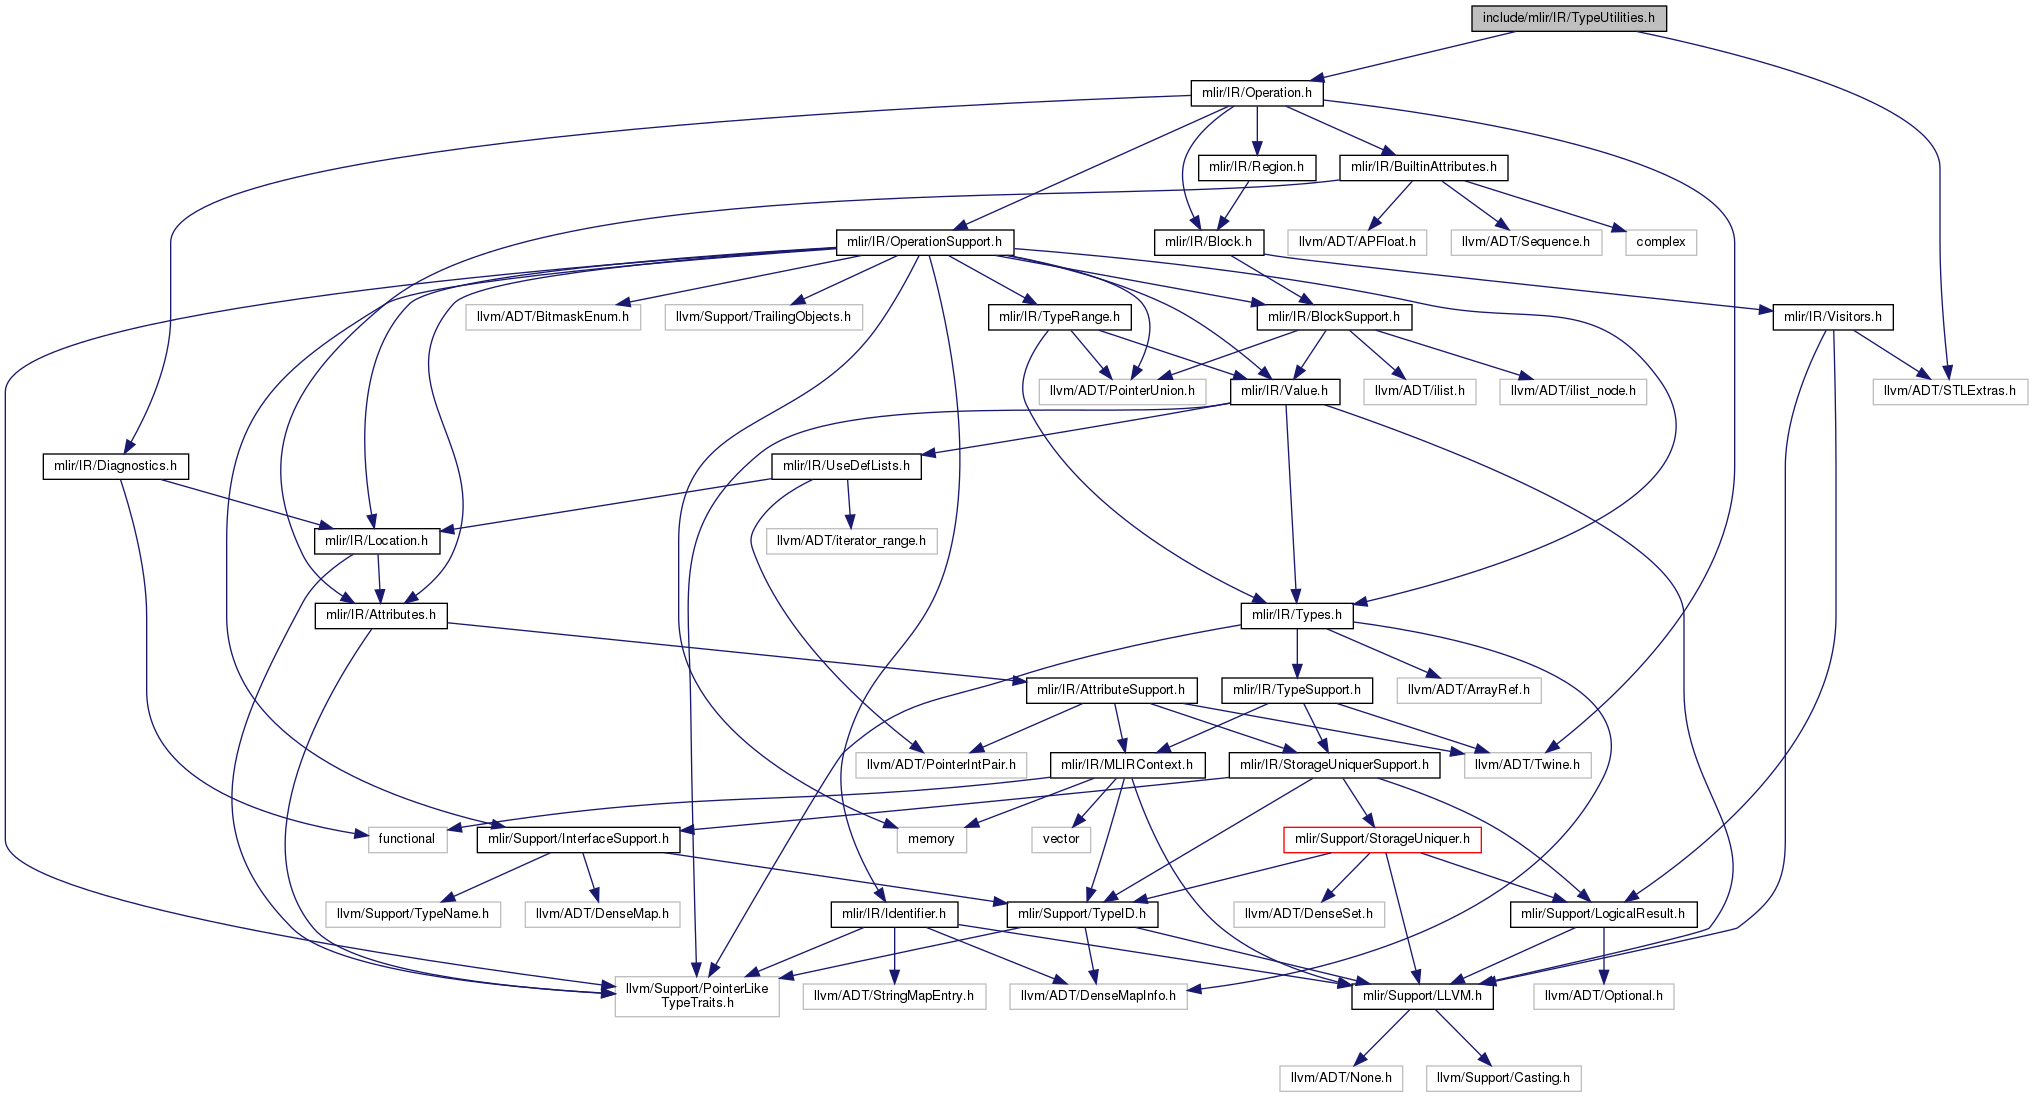 include/mlir/IR/TypeUtilities.h
mlir/IR/Operation.h
mlir/IR/Region.h
mlir/IR/BuiltinAttributes.h
mlir/IR/OperationSupport.h
mlir/IR/Block.h
llvm/ADT/APFloat.h
llvm/ADT/Sequence.h
complex
llvm/ADT/BitmaskEnum.h
llvm/Support/TrailingObjects.h
mlir/IR/TypeRange.h
mlir/IR/BlockSupport.h
mlir/IR/Visitors.h
llvm/ADT/PointerUnion.h
mlir/IR/Value.h
llvm/ADT/ilist.h
llvm/ADT/ilist_node.h
llvm/ADT/STLExtras.h
mlir/IR/Diagnostics.h
mlir/IR/UseDefLists.h
mlir/IR/Location.h
llvm/ADT/iterator_range.h
mlir/IR/Attributes.h
mlir/IR/Types.h
mlir/IR/AttributeSupport.h
mlir/IR/TypeSupport.h
llvm/ADT/ArrayRef.h
llvm/ADT/PointerIntPair.h
mlir/IR/MLIRContext.h
mlir/IR/StorageUniquerSupport.h
llvm/ADT/Twine.h
functional
mlir/Support/InterfaceSupport.h
memory
vector
mlir/Support/StorageUniquer.h
llvm/Support/TypeName.h
llvm/ADT/DenseMap.h
mlir/IR/Identifier.h
mlir/Support/TypeID.h
llvm/ADT/DenseSet.h
mlir/Support/LogicalResult.h
llvm/Support/PointerLike
TypeTraits.h
llvm/ADT/StringMapEntry.h
llvm/ADT/DenseMapInfo.h
mlir/Support/LLVM.h
llvm/ADT/Optional.h
llvm/ADT/None.h
llvm/Support/Casting.h